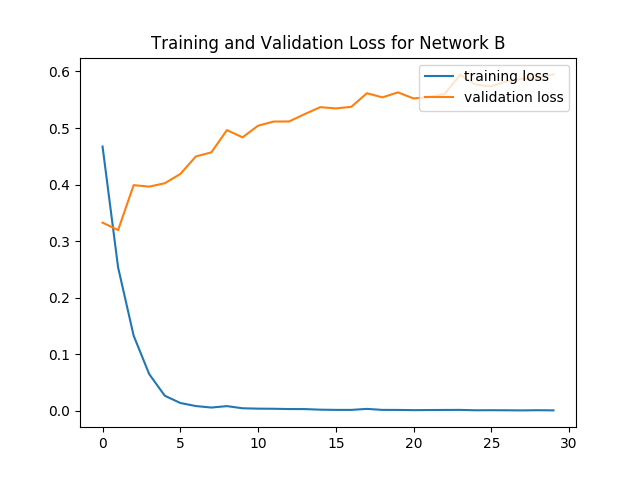 Training and Validation Loss for Network B
training loss
validation loss
0.6
0.5
0.4
0.3
0.2
0.1
0.0
0 5 10 15 20 25 30